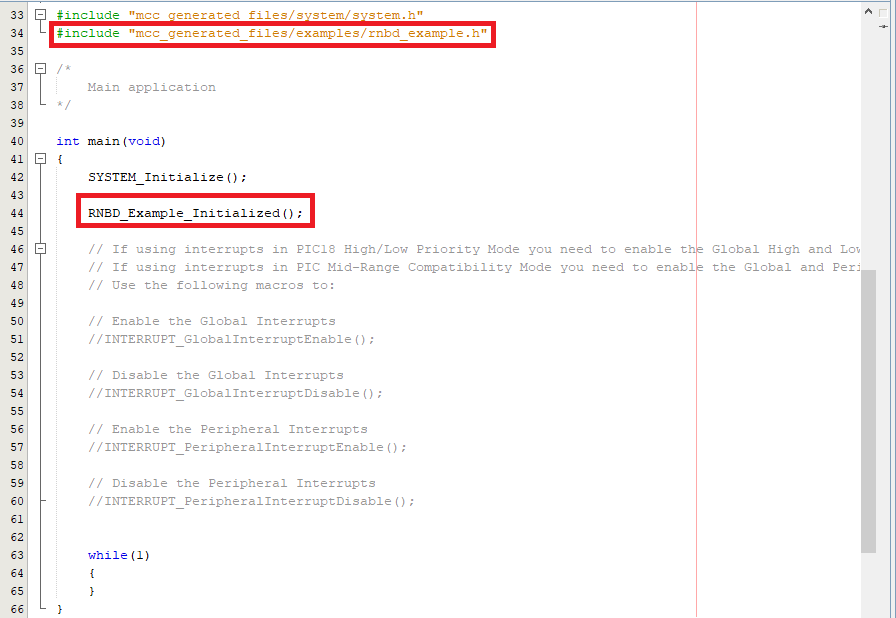 33 #include "mcc_generated_files/system/system.h"
34 #include "mcc_generated_files/examples/rnbd_example.h"
35
36 /*
37 Main application
38 */
39
40 int main(void)
41 {
42 SYSTEM_Initialize();
43
44 RNBD_Example_Initialized();
45
46 // If using interrupts in PIC18 High/Low Priority Mode you need to enable the Global High and Low
47 // If using interrupts in PIC Mid-Range Compatibility Mode you need to enable the Global and Peri
48 // Use the following macros to:
49
50 // Enable the Global Interrupts
51 //INTERRUPT_GlobalInterruptEnable();
52
53 // Disable the Global Interrupts
54 //INTERRUPT_GlobalInterruptDisable();
55
56 // Enable the Peripheral Interrupts
57 //INTERRUPT_PeripheralInterruptEnable();
58
59 // Disable the Peripheral Interrupts
60 //INTERRUPT_PeripheralInterruptDisable();
61
62
63 while(1)
64 {
65 }
66 }